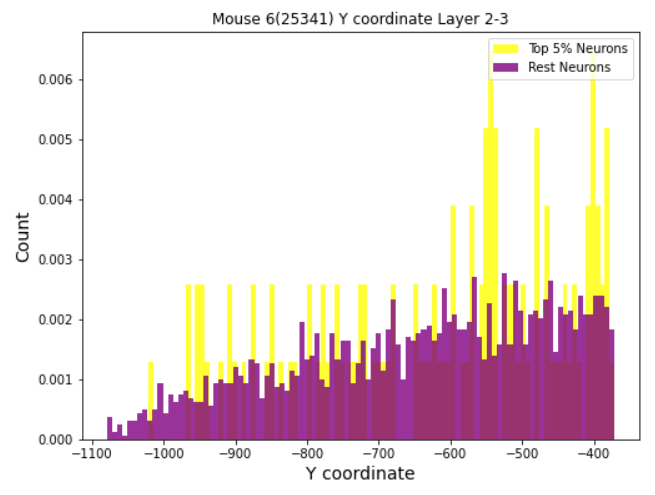 Mouse 6(25341) Y coordinate Layer 2-3
Top 5% Neurons
Rest Neurons
Count
0.006
0.005
0.004
0.003
0.002
0.001
0.000
−1100 −1000 −900 −800 −700 −600 −500 −400
Y coordinate